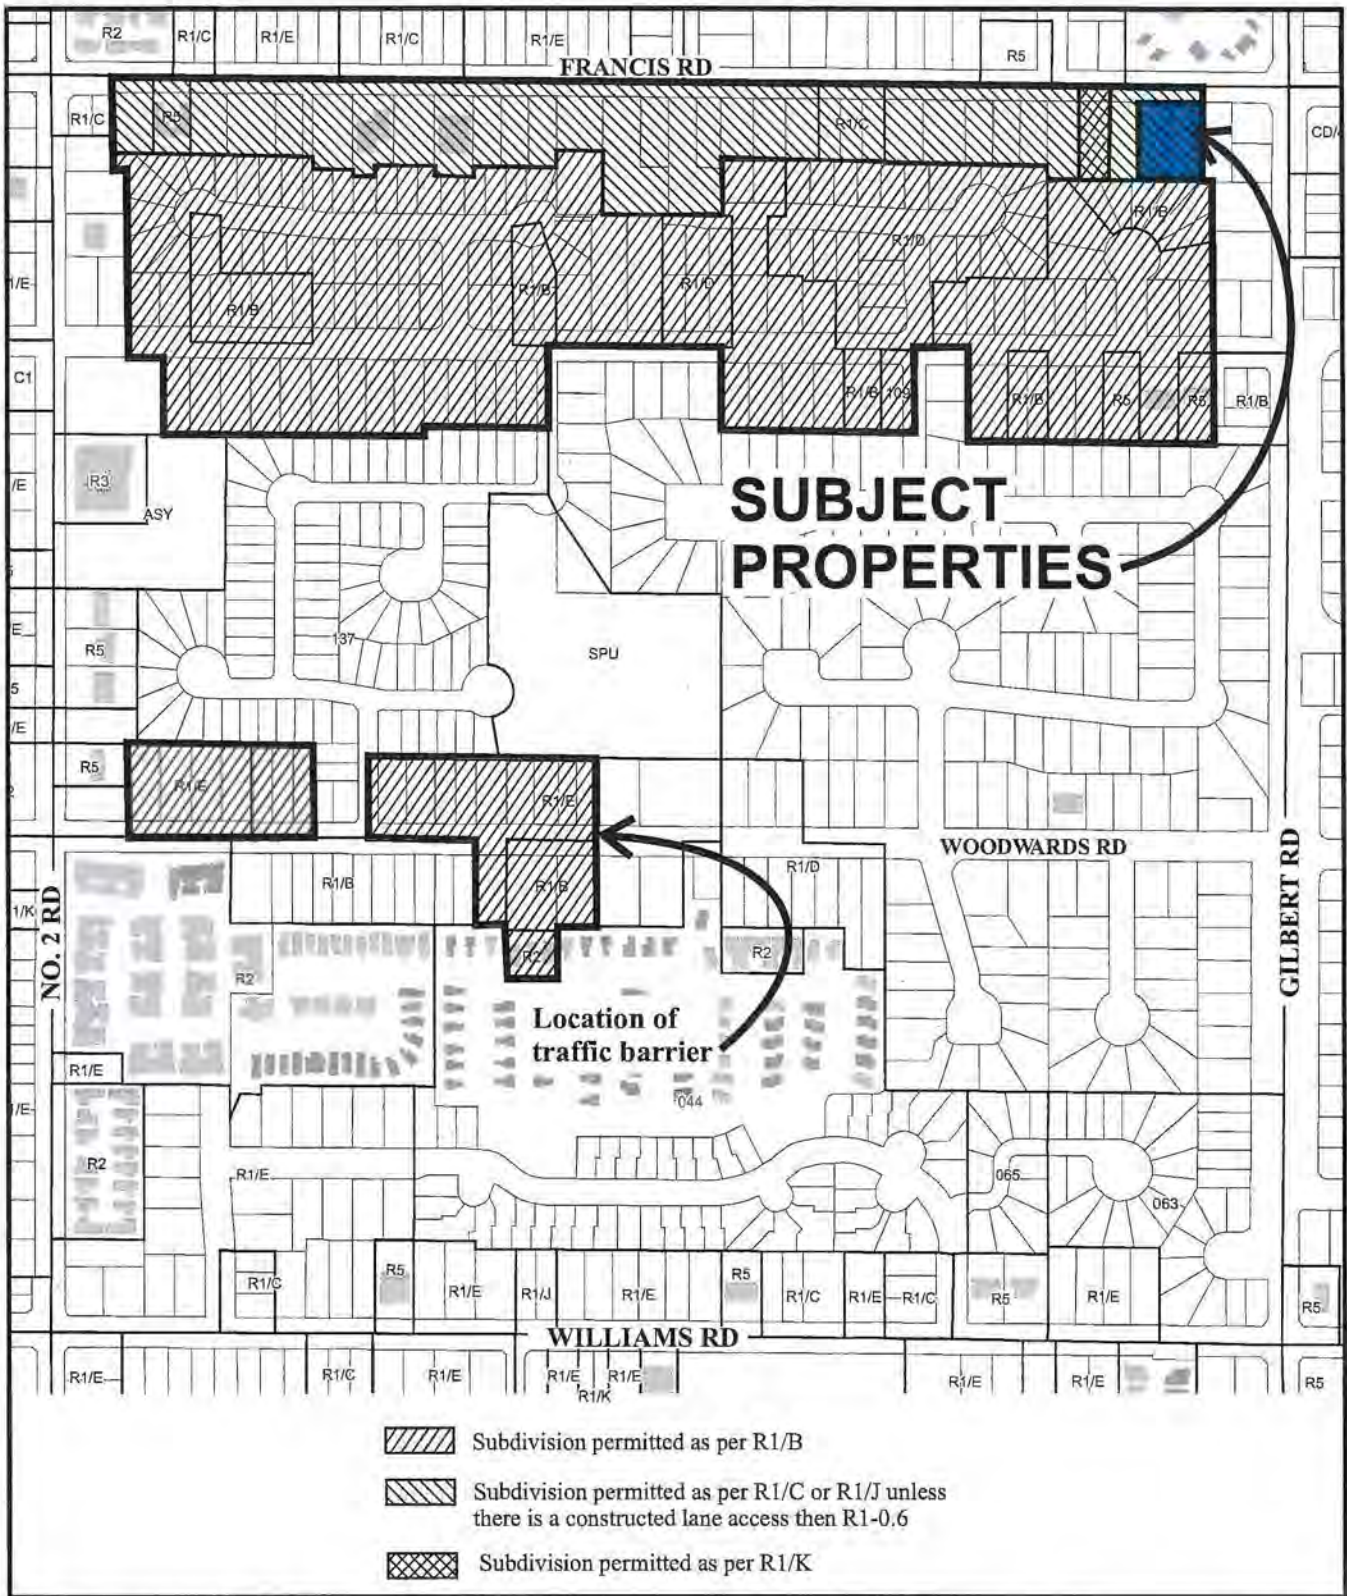 R2
R1/C
R1/E
R1/C
R1/E
R5
FRANCIS RD
R1/C
R5
R1/C
CD/
R1/B
R1/D
1/E
R1/B
R1/B
R1/D
C1
R1/B
109
R1/B
R5
R5
R1/B
/E
R3
ASY
SUBJECT
PROPERTIES
E
R5
137
SPU
5
/E
R5
R1/E
R1/E
WOODWARDS RD
GILBERT RD
NO. 2 RD
1/K
R1/B
R1/B
R1/D
R2
R2
R2
Location of
traffic barrier
R1/E
1/E
044
R2
R1/E
065
063
R1/C
R5
R1/E
R1/J
R1/E
R5
R1/C
R1/E
R1/C
R5
R1/E
R5
WILLIAMS RD
R1/E
R1/C
R1/E
R1/E
R1/E
R1/K
R1/E
R1/E
R5
Subdivision permitted as per R1/B
Subdivision permitted as per R1/C or R1/J unless
there is a constructed lane access then R1-0.6
Subdivision permitted as per R1/K